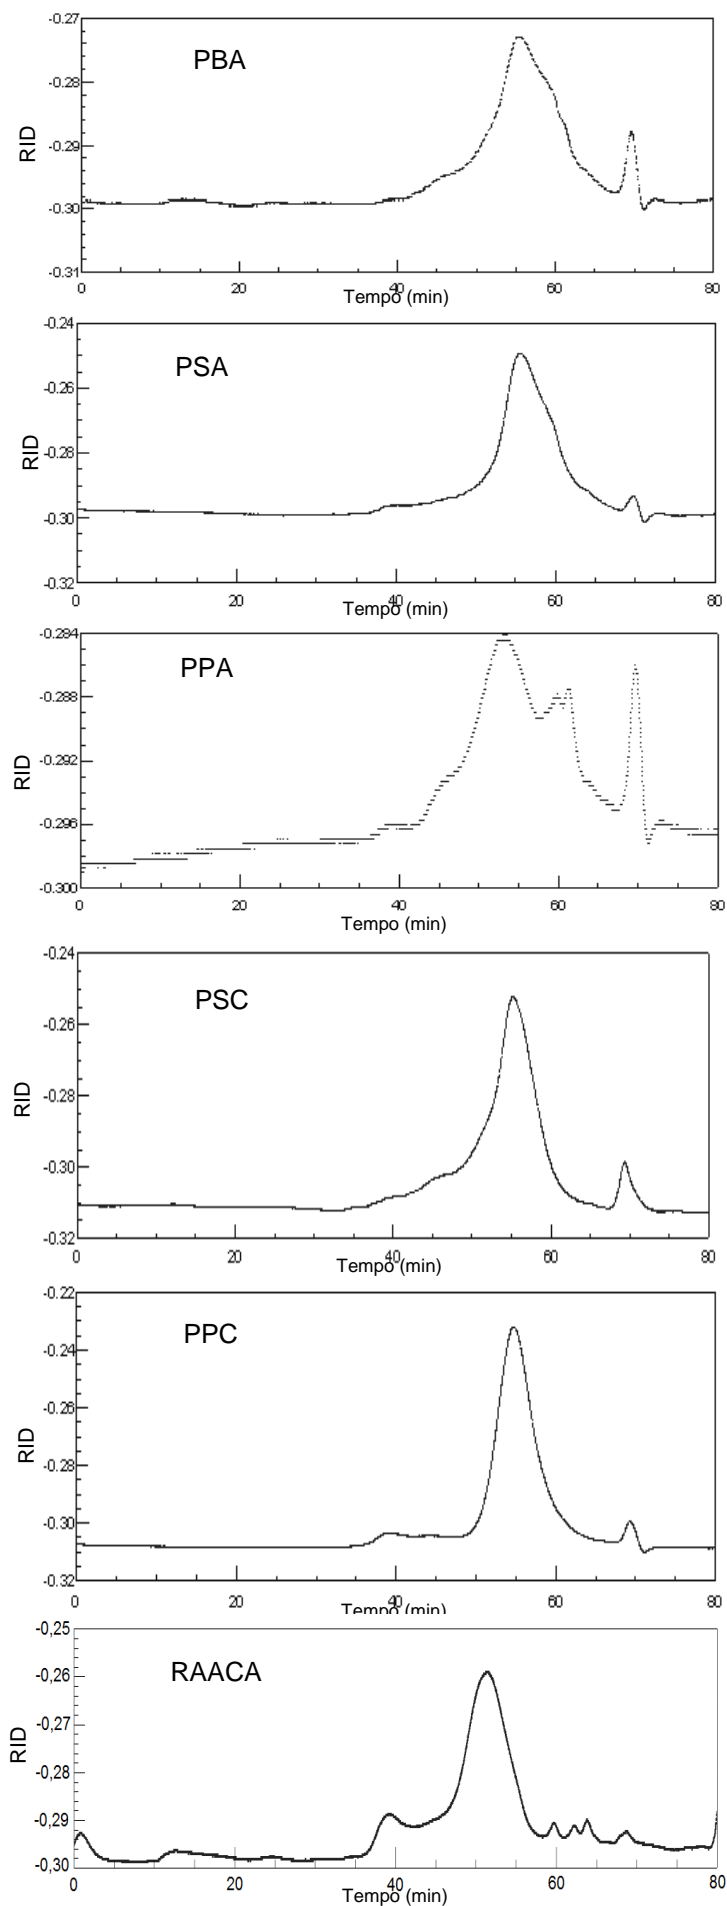 -0.27
PBA
-0.28
RID
-0.29
-0.30
-0.31
0 20 40 60 80
Tempo (min)
-0.24
PSA
-0.26
RID
-0.28
-0.30
-0.32
0 20 40 60 80
Tempo (min)
-0.284
PPA
-0.288
RID
-0.292
-0.296
-0.300
0 20 40 60 80
Tempo (min)
-0.24
PSC
-0.26
RID
-0.28
-0.30
-0.32
0 20 40 60 80
Tempo (min)
-0.22
PPC
-0.24
-0.26
RID
-0.28
-0.30
-0.32
0 20 40 60 80
Tempo (min)
-0,25
RAACA
-0,26
-0,27
RID
-0,28
-0,29
-0,30
0 20 40 60 80
Tempo (min)